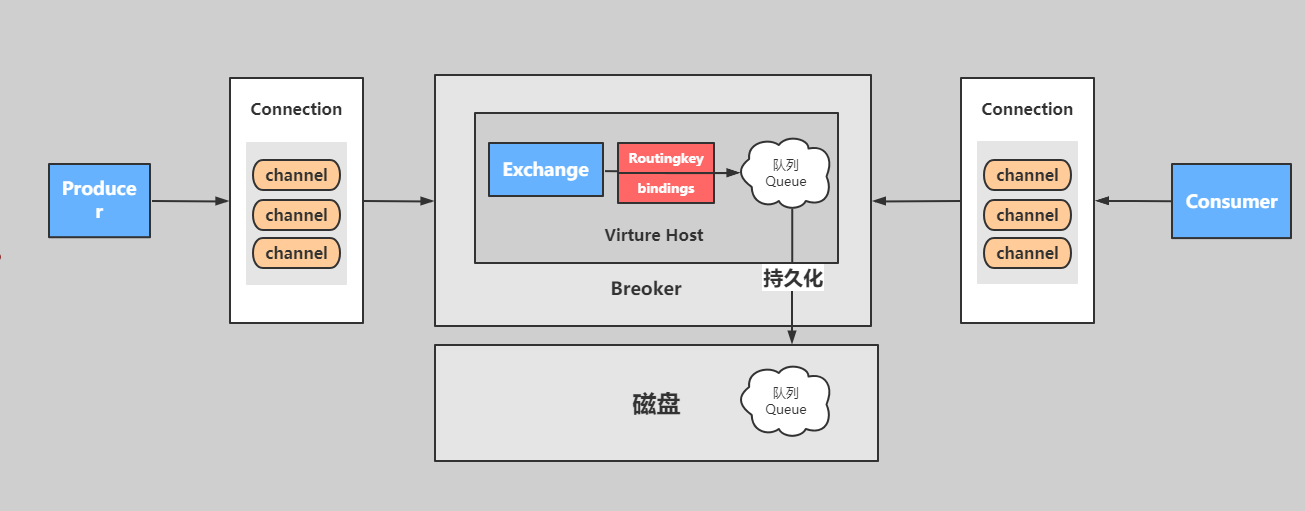 Produce
r
Connection
channel
channel
channel
Exchange
Routingkey
bindings
队列
Queue
Virture Host
Breoker
持久化
磁盘
队列
Queue
Connection
channel
channel
channel
Consumer